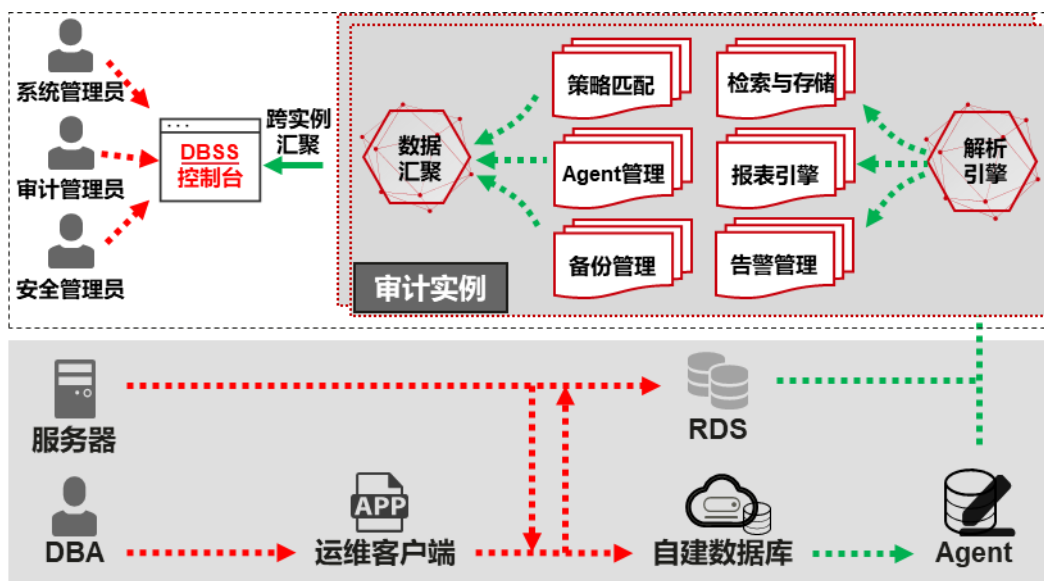 系统管理员
审计管理员
安全管理员
DBSS
控制台
跨实例
汇聚
数据
汇聚
策略匹配
Agent管理
备份管理
检索与存储
报表引擎
告警管理
解析
引擎
审计实例
服务器
RDS
DBA
APP
运维客户端
自建数据库
Agent